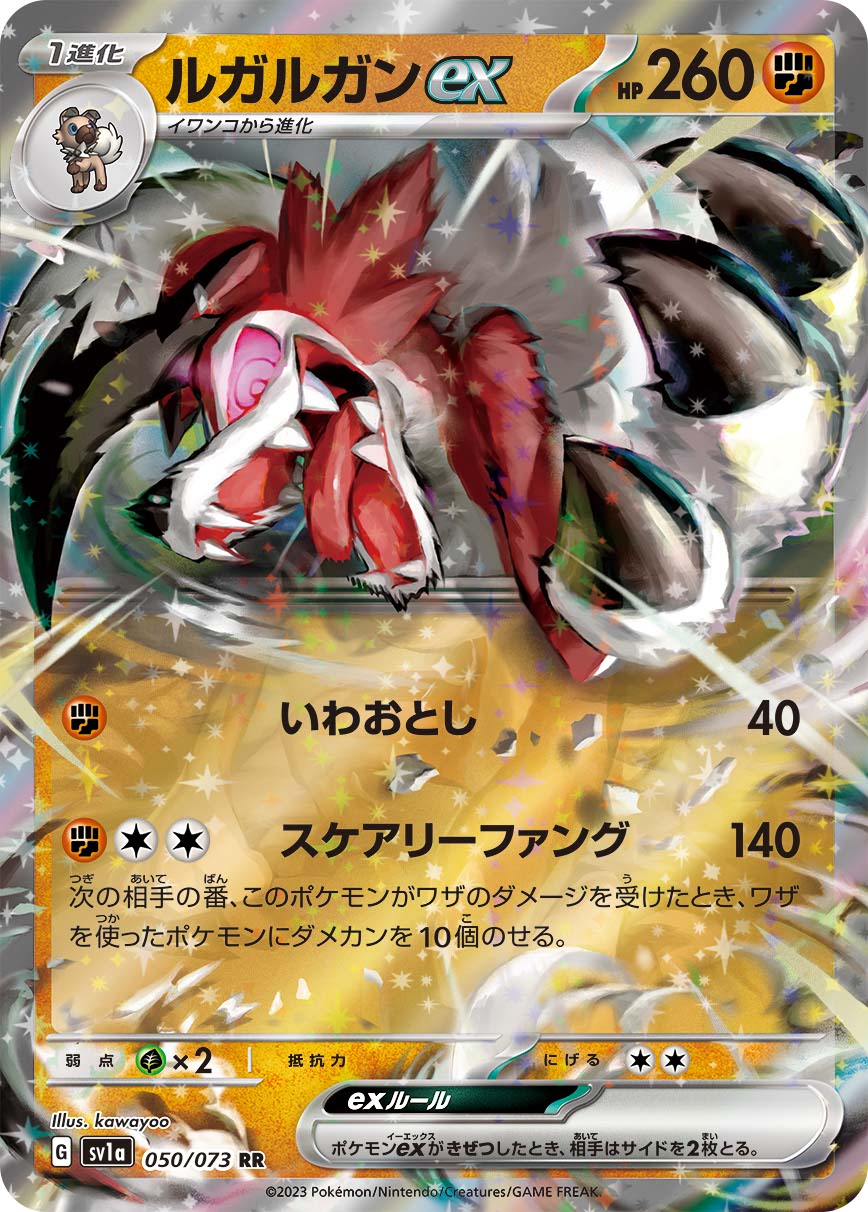 1進化
ルガルガンex
HP 260
イワンコから進化
いわおとし 40
スケアリーファング 140
次の相手の番、このポケモンがワザのダメージを受けたとき、ワザ
を使ったポケモンにダメカンを10個のせる。
弱点 ×2 抵抗力 にげる
exルール
ポケモンexがきぜつしたとき、相手はサイドを2枚とる。
Illus. kawayoo
G sv1a 050/073 RR
©2023 Pokémon/Nintendo/Creatures/GAME FREAK.